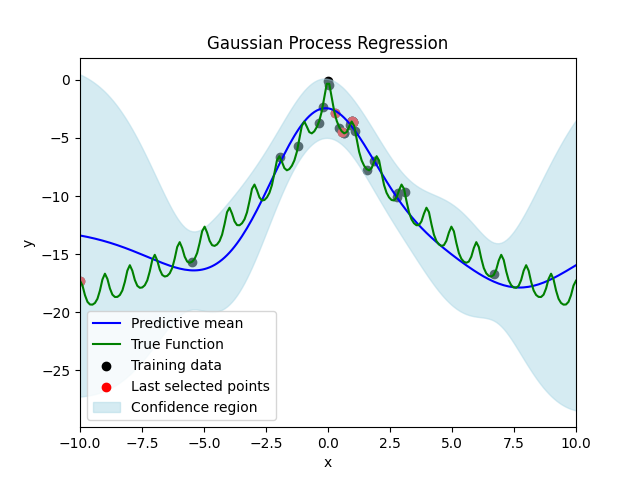 Gaussian Process Regression
y
0
−5
−10
−15
−20
−25
Predictive mean
True Function
Training data
Last selected points
Confidence region
−10.0 −7.5 −5.0 −2.5 0.0 2.5 5.0 7.5 10.0
x